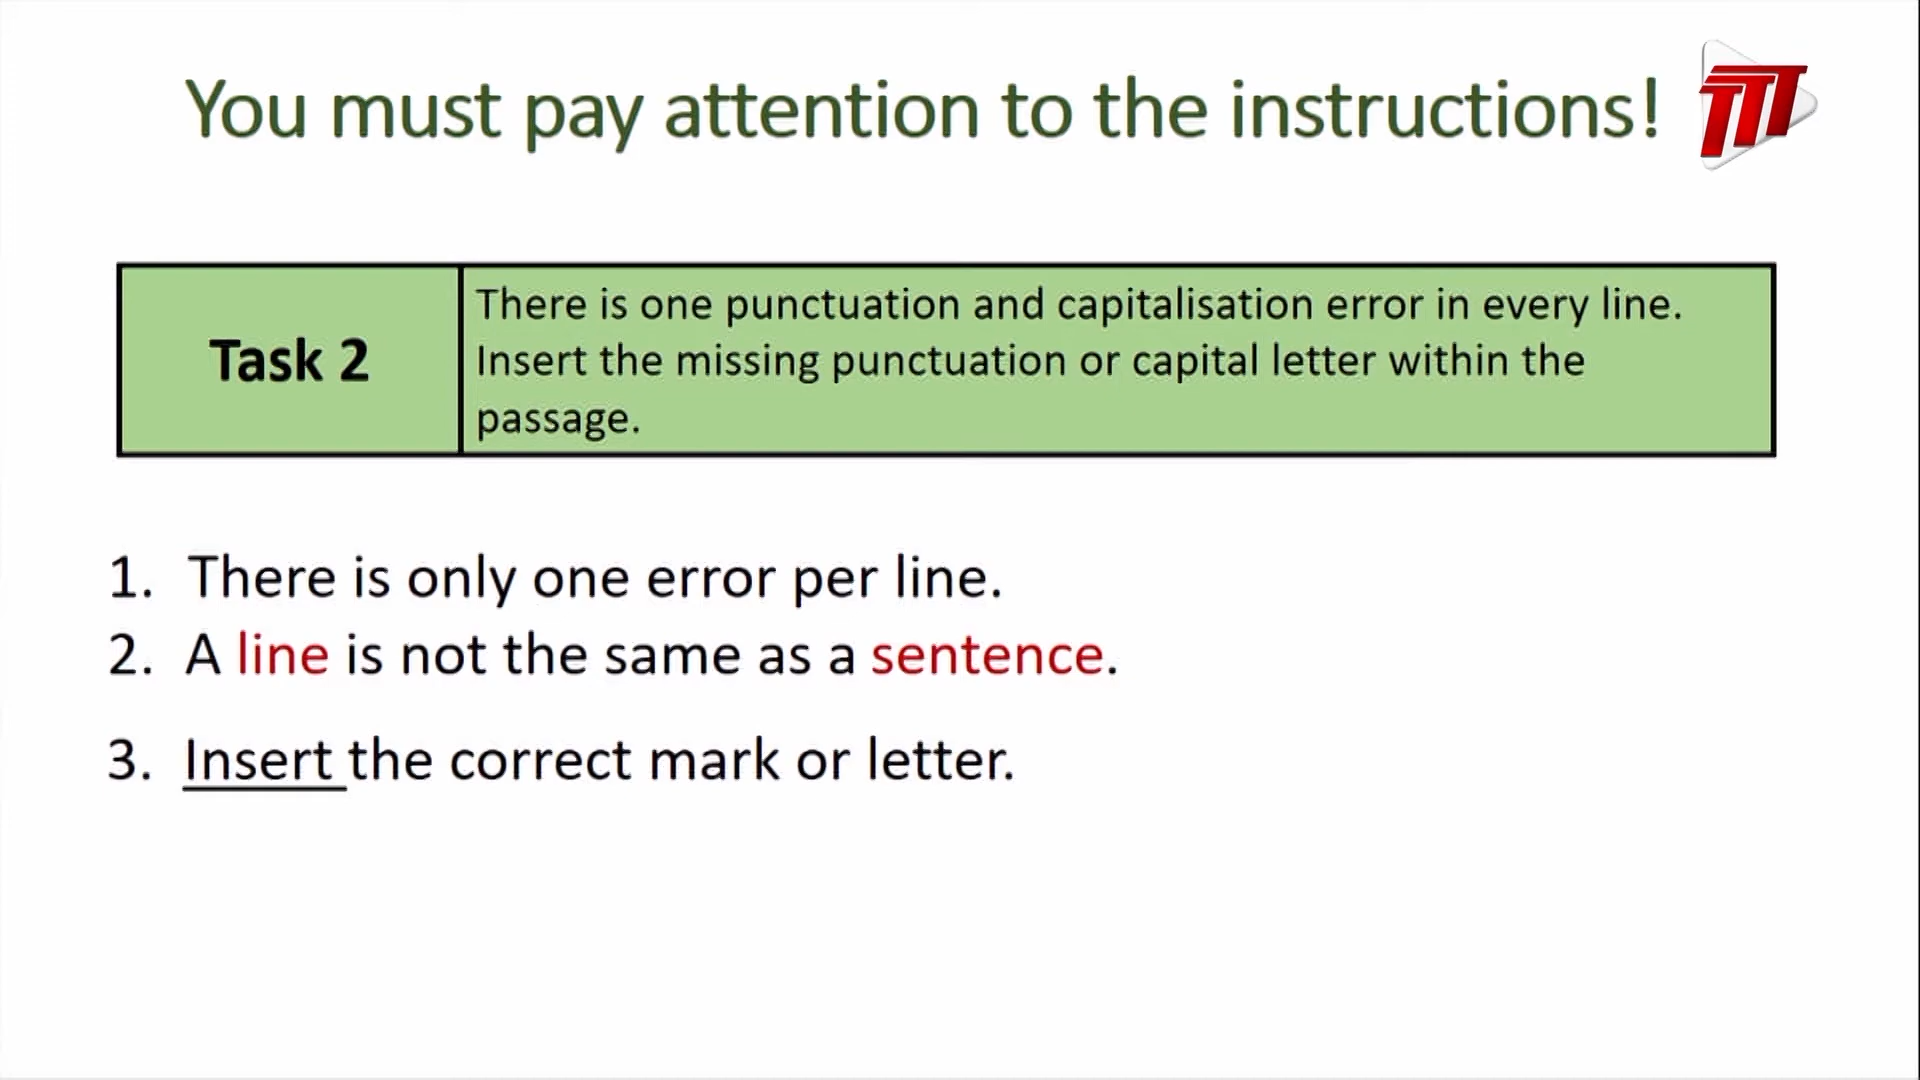 You must pay attention to the instructions!
TTT
Task 2
There is one punctuation and capitalisation error in every line.
Insert the missing punctuation or capital letter within the
passage.
1. There is only one error per line.
2. A line is not the same as a sentence.
3. Insert the correct mark or letter.